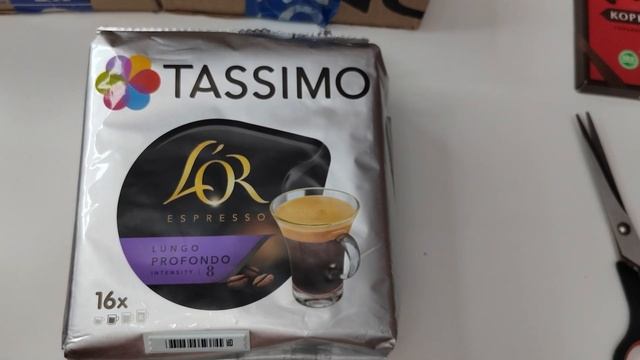 TASSIMO
L'OR
ESPRESSO
LUNGO
PROFONDO
INTENSITY | 8
16x